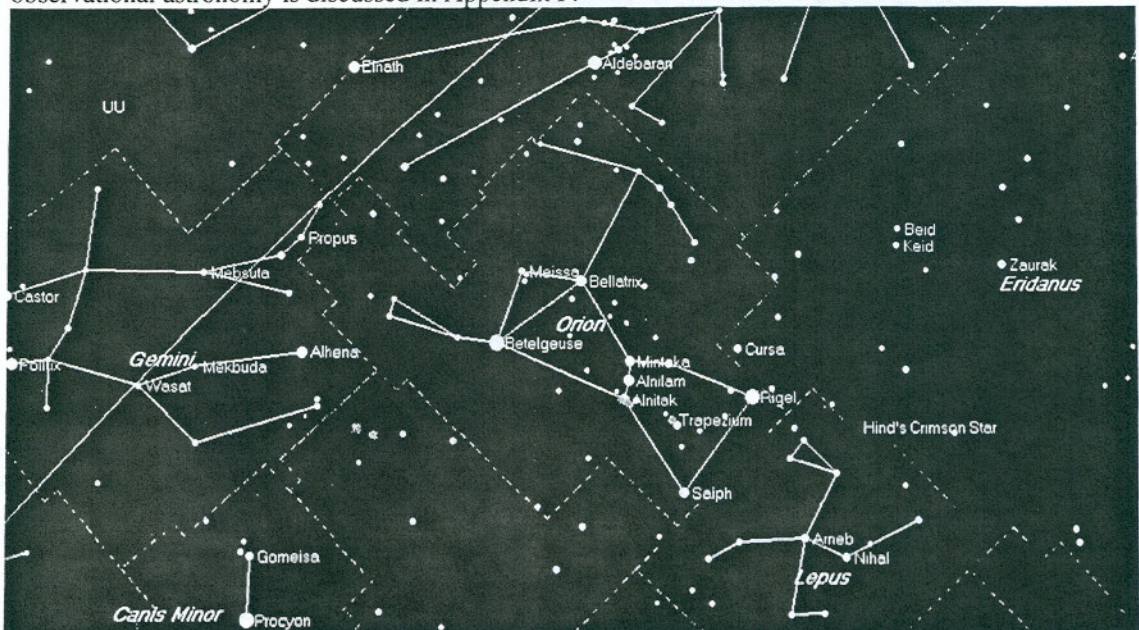 observational astronomy is discussed in Appendix 1.
Elnath
Aldebaran
UU
Propus
Mebsuta
Castor
Meissa
Bellatrix
Beid
Keid
Zaurak
Eridanus
Orion
Betelgeuse
Gemini
Alhena
Pollux
Mekbuda
Wasat
Mintaka
Cursa
Alnilam
Alnitak
Rigel
Trapezium
Hind's Crimson Star
Saiph
Arneb
Nihal
Lepus
Gomeisa
Canis Minor
Procyon